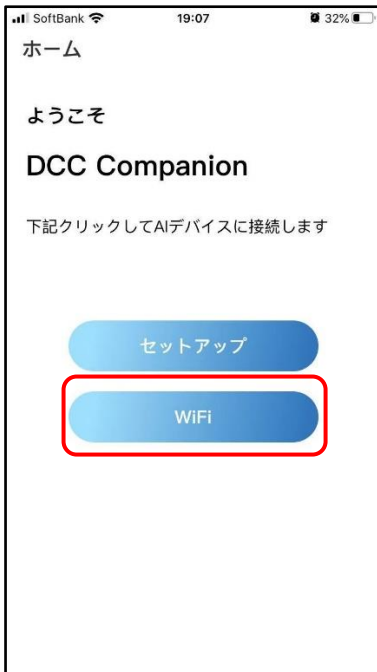 SoftBank 19:07 32%
ホーム
ようこそ
DCC Companion
下記クリックしてAIデバイスに接続します
セットアップ
WiFi